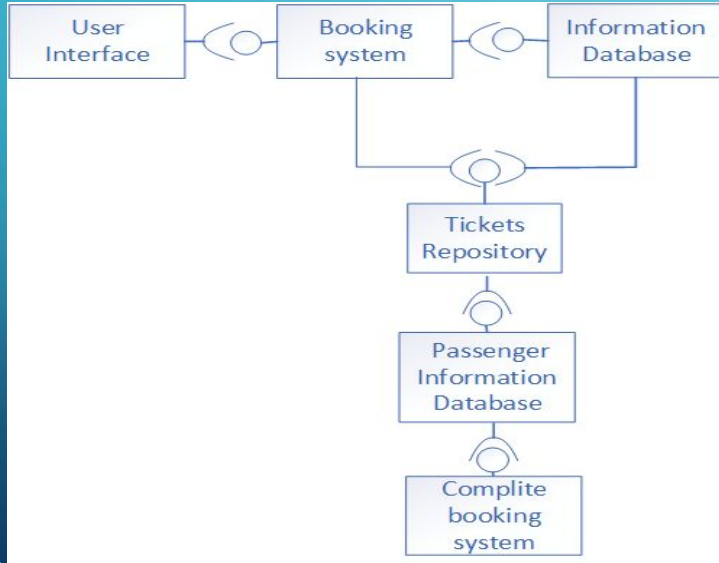 User
Interface
Booking
system
Information
Database
Tickets
Repository
Passenger
Information
Database
Complite
booking
system